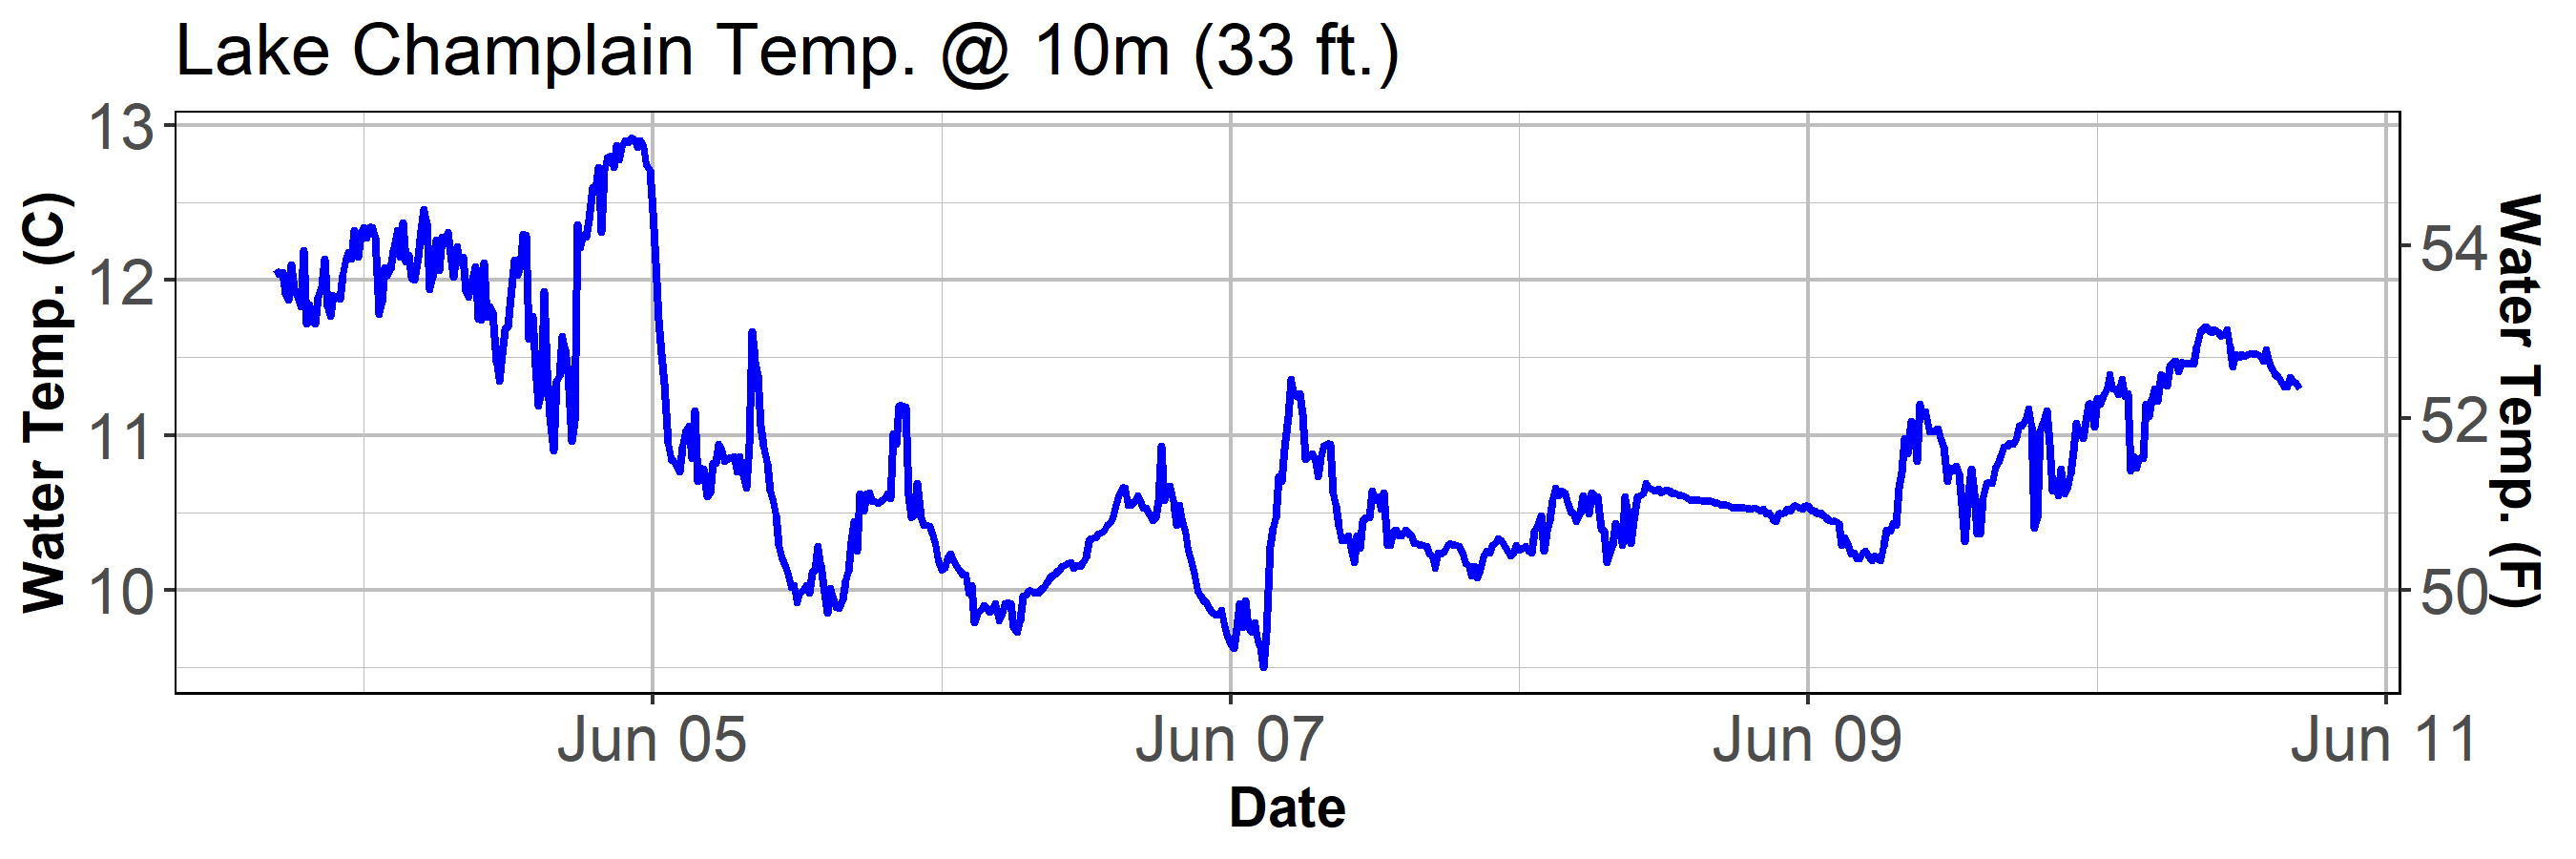 Lake Champlain Temp. @ 10m (33 ft.)
Water Temp. (C)
13
12
11
10
54
52
50
Water Temp. (F)
Jun 05
Jun 07
Jun 09
Jun 11
Date